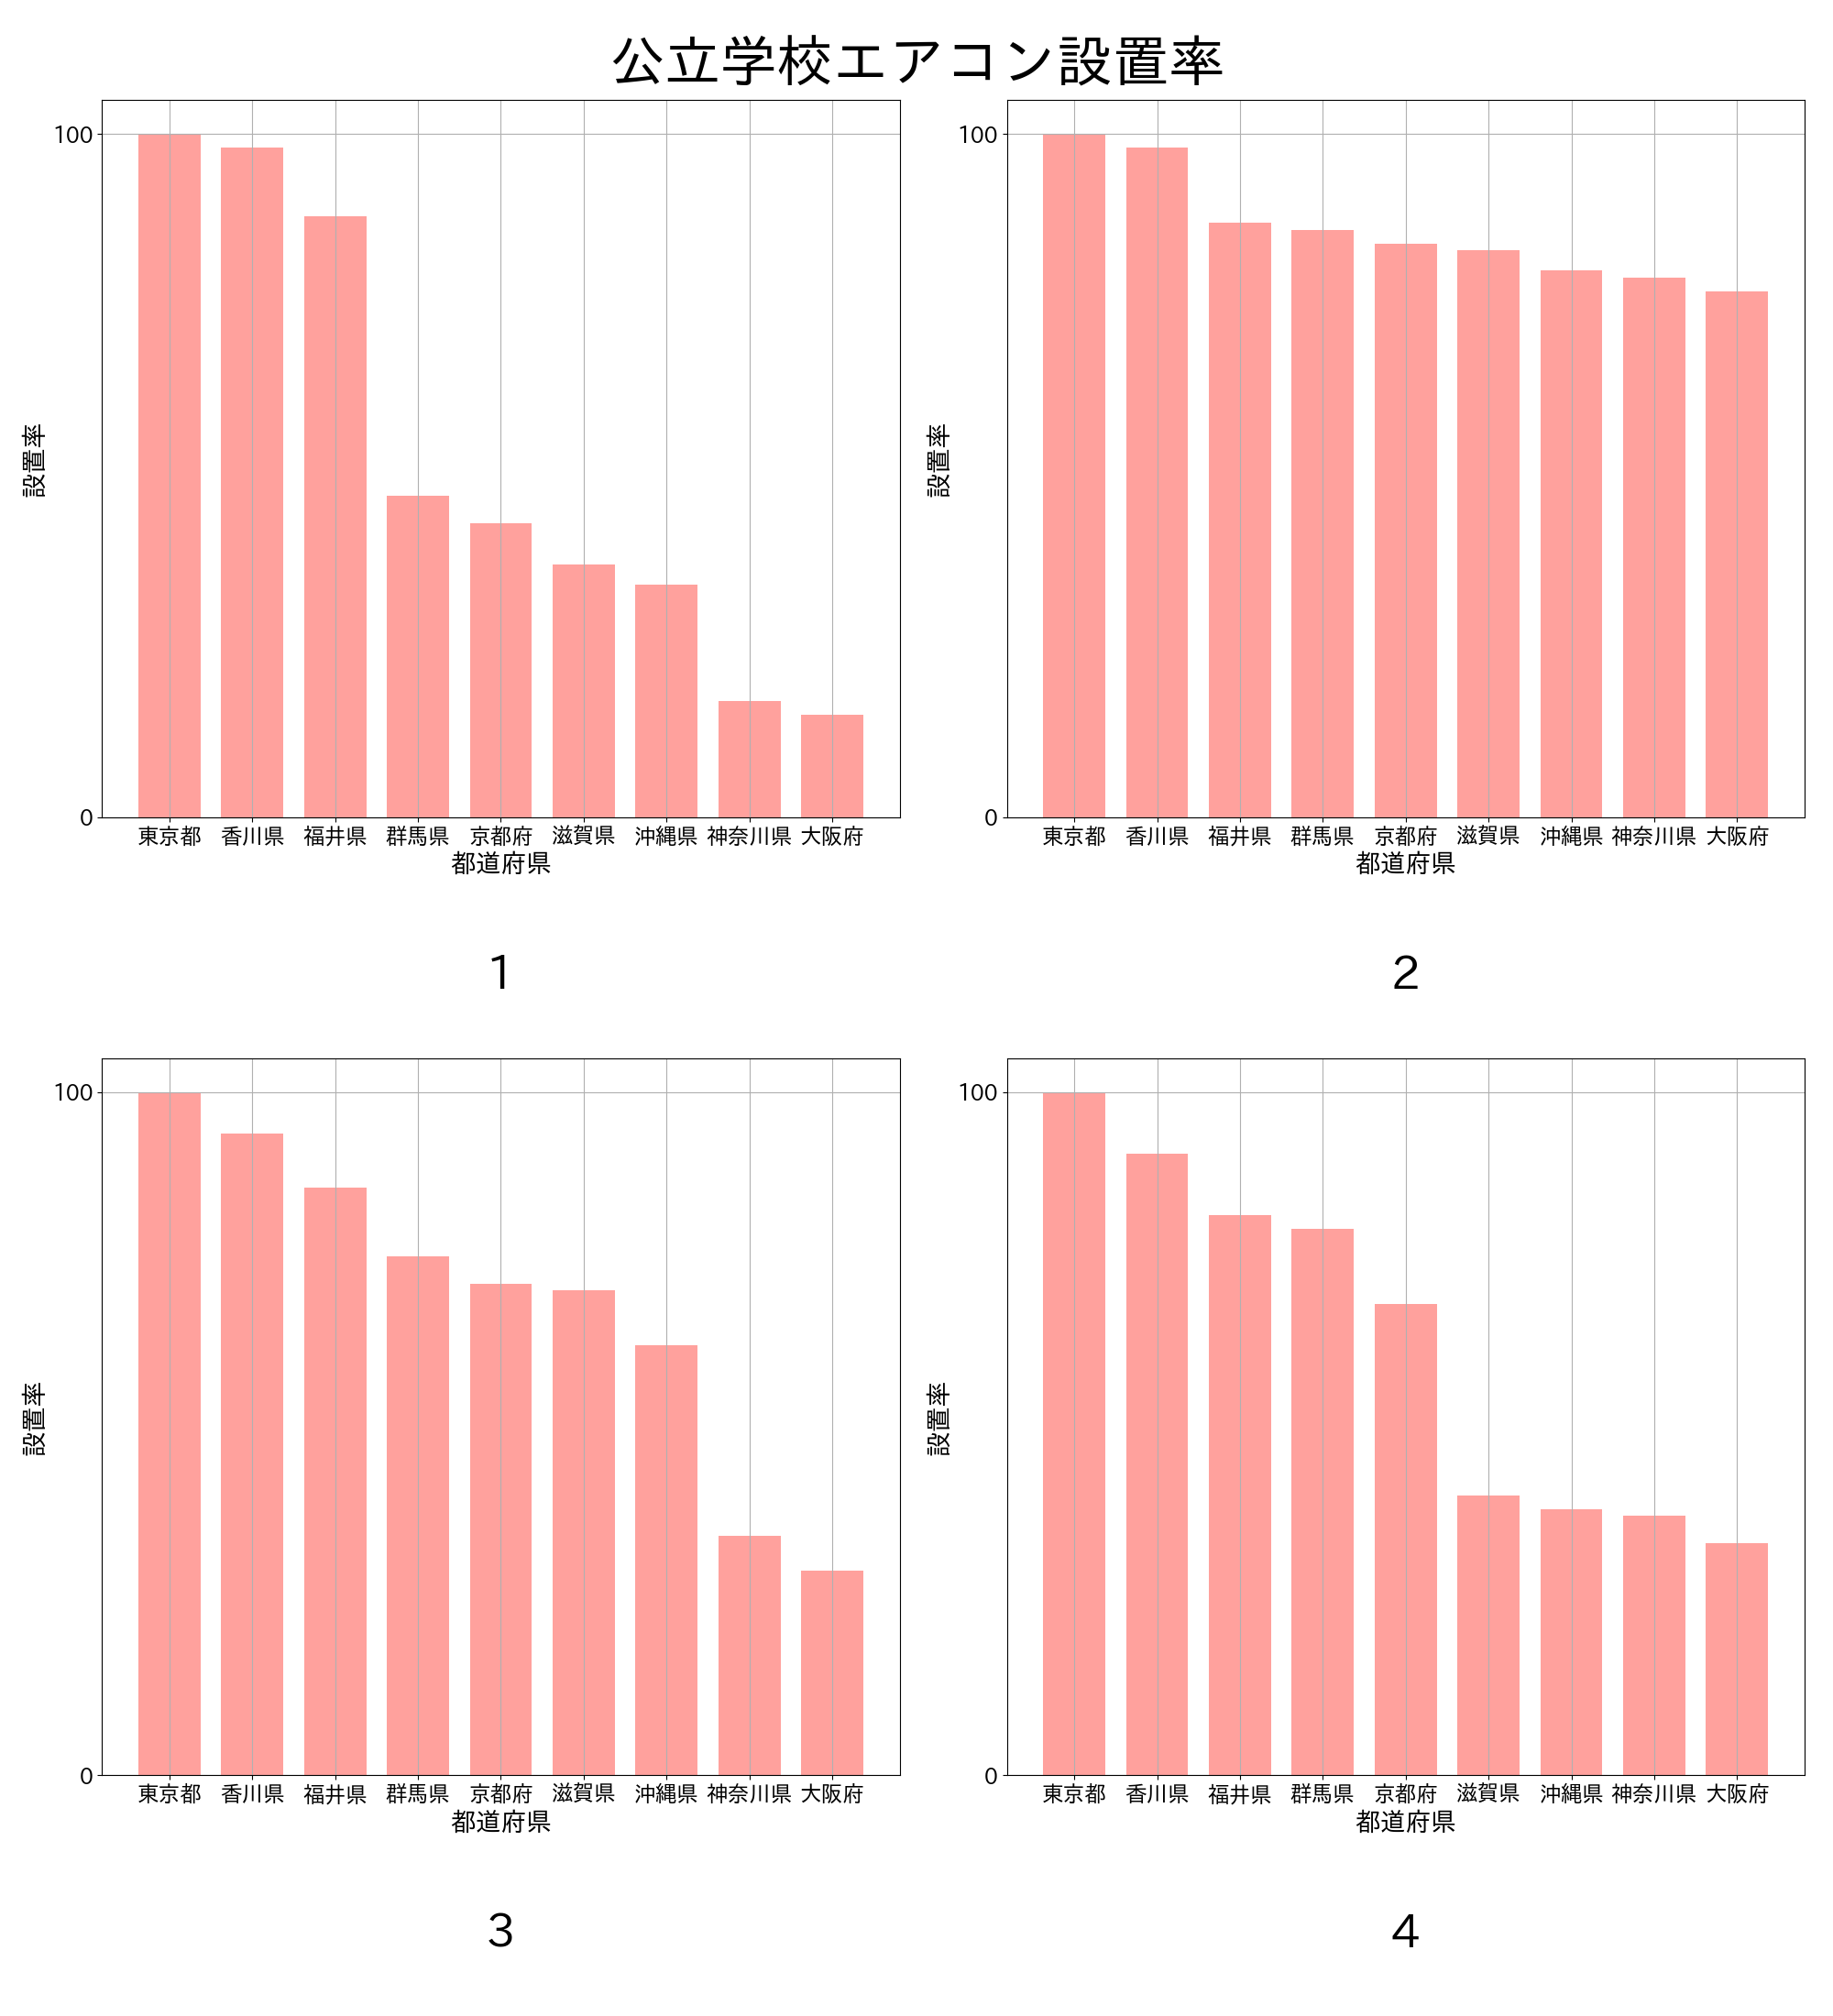 公立学校エアコン設置率
100
0
設置率
東京都 香川県 福井県 群馬県 京都府 滋賀県 沖縄県 神奈川県 大阪府
都道府県
1
100
0
設置率
東京都 香川県 福井県 群馬県 京都府 滋賀県 沖縄県 神奈川県 大阪府
都道府県
2
100
0
設置率
東京都 香川県 福井県 群馬県 京都府 滋賀県 沖縄県 神奈川県 大阪府
都道府県
3
100
0
設置率
東京都 香川県 福井県 群馬県 京都府 滋賀県 沖縄県 神奈川県 大阪府
都道府県
4